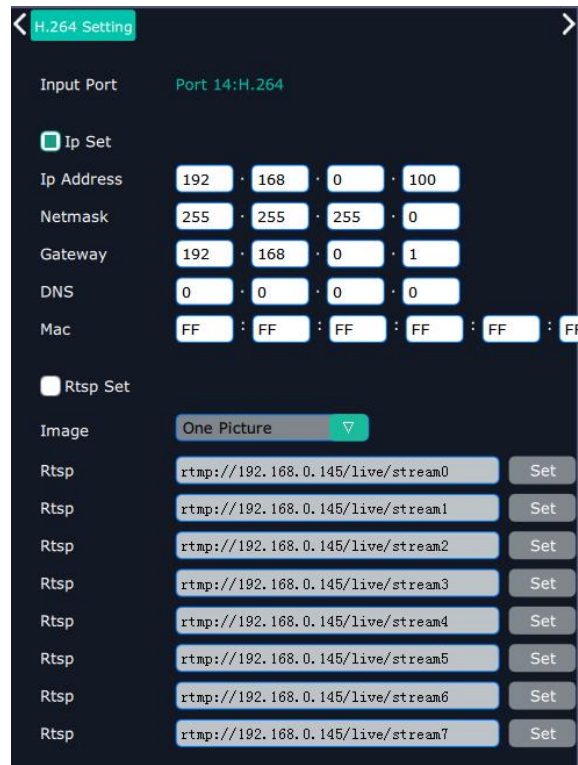 H.264 Setting
Input Port Port 14:H.264
Ip Set
Ip Address 192 . 168 . 0 . 100
Netmask 255 . 255 . 255 . 0
Gateway 192 . 168 . 0 . 1
DNS 0 . 0 . 0 . 0
Mac FF : FF : FF : FF : FF :
Rtsp Set
Image One Picture
Rtsp rtmp://192.168.0.145/live/stream0 Set
Rtsp rtmp://192.168.0.145/live/stream1 Set
Rtsp rtmp://192.168.0.145/live/stream2 Set
Rtsp rtmp://192.168.0.145/live/stream3 Set
Rtsp rtmp://192.168.0.145/live/stream4 Set
Rtsp rtmp://192.168.0.145/live/stream5 Set
Rtsp rtmp://192.168.0.145/live/stream6 Set
Rtsp rtmp://192.168.0.145/live/stream7 Set